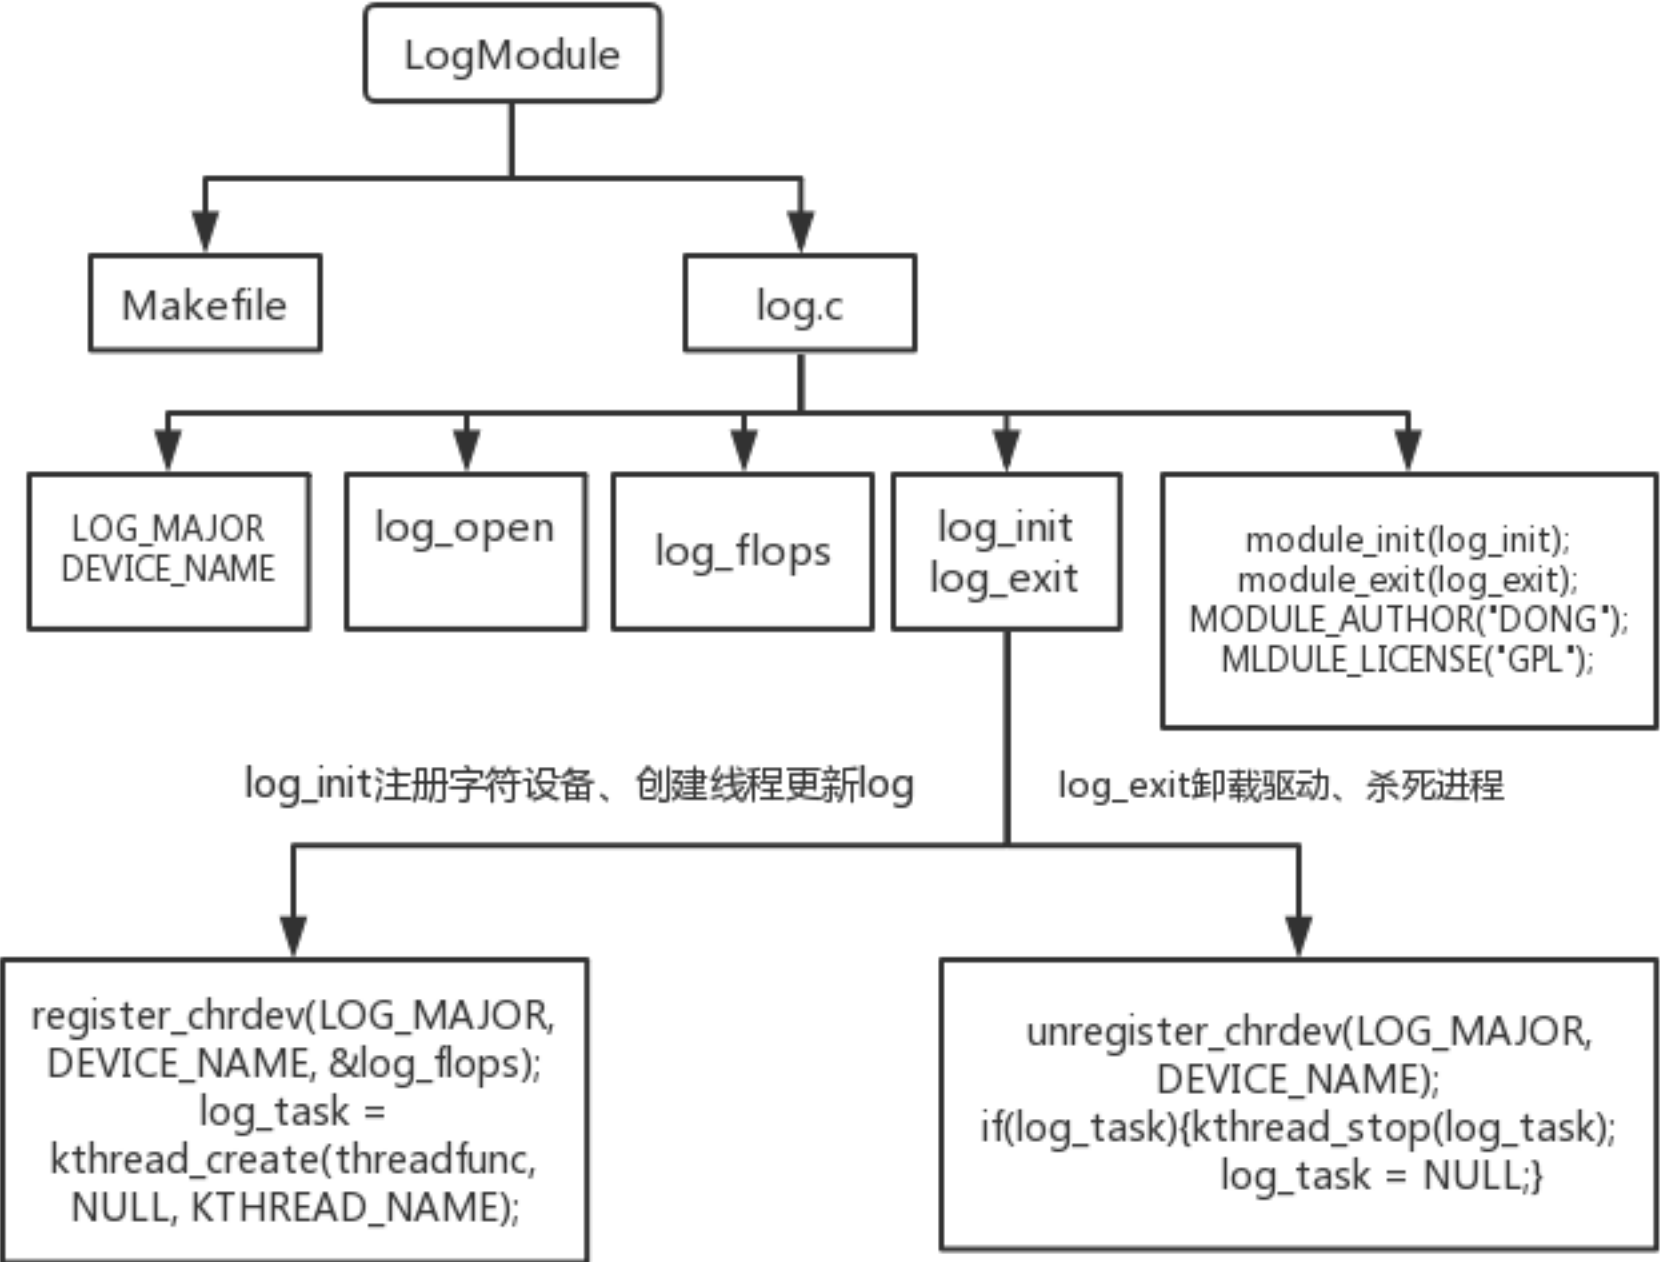 LogModule
Makefile
log.c
LOG_MAJOR
DEVICE_NAME
log_open
log_flops
log_init
log_exit
module_init(log_init);
module_exit(log_exit);
MODULE_AUTHOR("DONG");
MLDULE_LICENSE("GPL");
log_init注册字符设备、创建线程更新log
log_exit卸载驱动、杀死进程
register_chrdev(LOG_MAJOR,
DEVICE_NAME, &log_flops);
log_task =
kthread_create(threadfunc,
NULL, KTHREAD_NAME);
unregister_chrdev(LOG_MAJOR,
DEVICE_NAME);
if(log_task){kthread_stop(log_task);
log_task = NULL;}